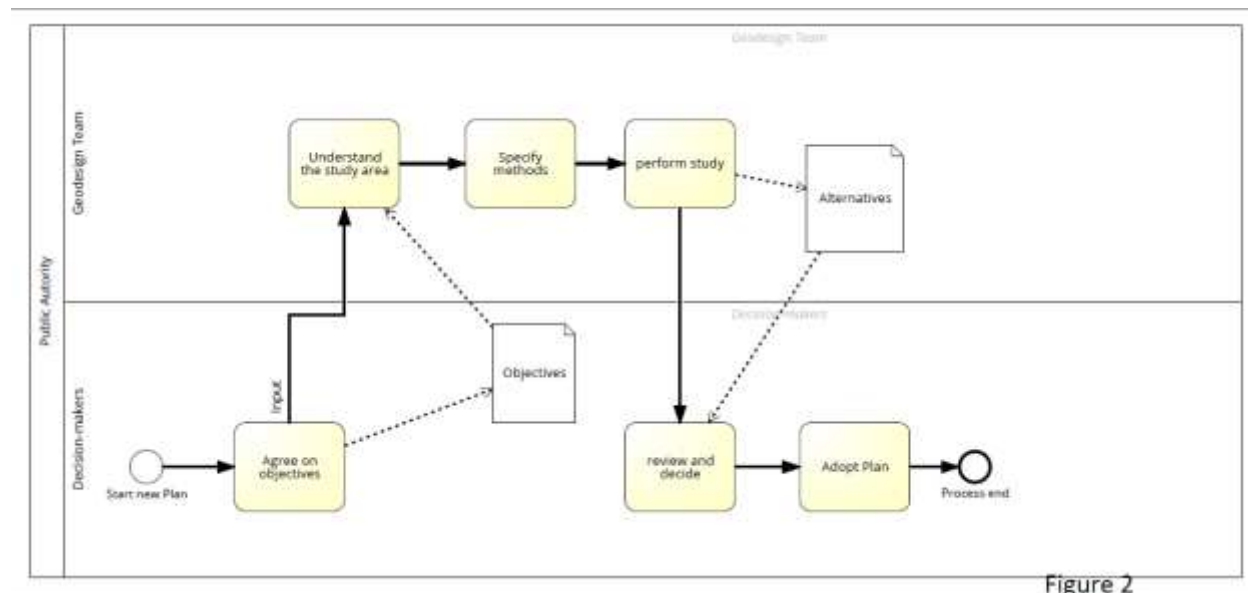 Geodesign Team
Geodesign Team
Understand
the study area
Specify
methods
perform study
Alternatives
Public Autority
Decision-makers
Decision-makers
Objectives
Input
Start new Plan
Agree on
objectives
review and
decide
Adopt Plan
Process end
Figure 2